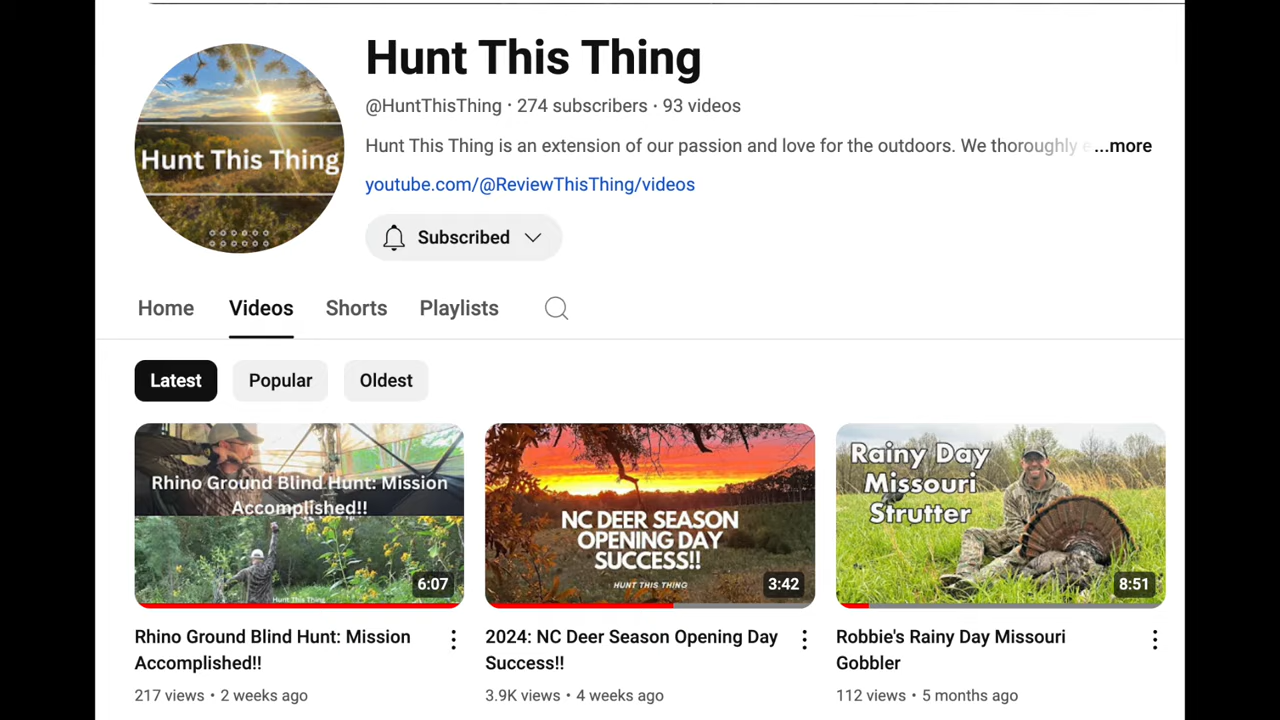 Hunt This Thing
Hunt This Thing
@HuntThisThing · 274 subscribers · 93 videos
Hunt This Thing is an extension of our passion and love for the outdoors. We thoroughly ...more
youtube.com/@ReviewThisThing/videos
Subscribed
Home Videos Shorts Playlists
Latest Popular Oldest
Rhino Ground Blind Hunt: Mission
Accomplished!!
Hunt This Thing
6:07
NC DEER SEASON
OPENING DAY
SUCCESS!!
HUNT THIS THING
3:42
Rainy Day
Missouri
Strutter
8:51
Rhino Ground Blind Hunt: Mission
Accomplished!!
217 views • 2 weeks ago
2024: NC Deer Season Opening Day
Success!!
3.9K views • 4 weeks ago
Robbie's Rainy Day Missouri
Gobbler
112 views • 5 months ago